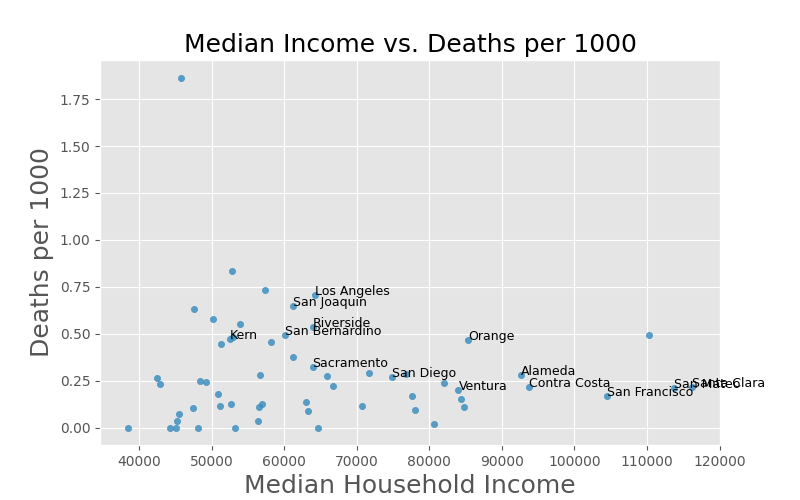 Median Income vs. Deaths per 1000
Deaths per 1000
1.75
1.50
1.25
1.00
0.75
0.50
0.25
0.00
Los Angeles
San Joaquin
Riverside
Kern
San Bernardino
Orange
Sacramento
San Diego
Alameda
Ventura
Contra Costa
San Francisco
San Mateo
Santa Clara
40000
50000
60000
70000
80000
90000
100000
110000
120000
Median Household Income